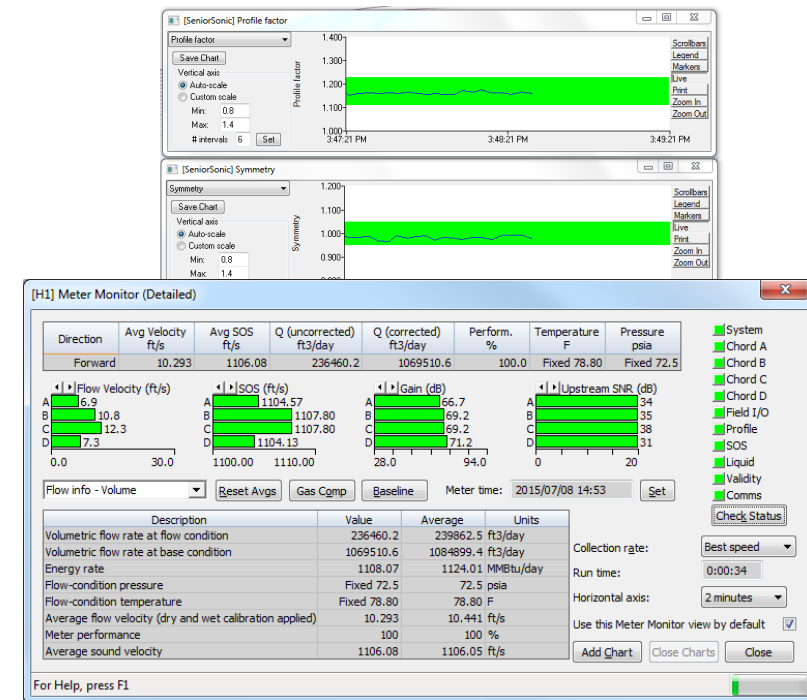 [SeniorSonic] Profile factor
Profile factor
Save Chart
Vertical axis
Auto-scale
Custom scale
Min: 0.8
Max: 1.4
# intervals 6 Set
Profile factor
1.400
1.300
1.200
1.100
1.000
3:47:21 PM 3:48:21 PM 3:49:21 PM
Scrollbars
Legend
Markers
Live
Print
Zoom In
Zoom Out
[SeniorSonic] Symmetry
Symmetry
Save Chart
Vertical axis
Auto-scale
Custom scale
Min: 0.8
Max: 1.4
Symmetry
1.200
1.100
1.000
0.900
Scrollbars
Legend
Markers
Live
Print
Zoom In
Zoom Out
[H1] Meter Monitor (Detailed)
Direction Avg Velocity ft/s Avg SOS ft/s Q (uncorrected) ft3/day Q (corrected) ft3/day Perform. % Temperature F Pressure psia
Forward 10.293 1106.08 236460.2 1069510.6 100.0 Fixed 78.80 Fixed 72.5
Flow Velocity (ft/s)
A 6.9
B 10.8
C 12.3
D 7.3
0.0 30.0
SOS (ft/s)
A 1104.57
B 1107.80
C 1107.80
D 1104.13
1100.00 1110.00
Gain (dB)
A 66.7
B 69.2
C 69.2
D 71.2
28.0 94.0
Upstream SNR (dB)
A 34
B 35
C 38
D 31
0 20
System
Chord A
Chord B
Chord C
Chord D
Field I/O
Profile
SOS
Liquid
Validity
Comms
Check Status
Flow info - Volume Reset Avgs Gas Comp Baseline Meter time: 2015/07/08 14:53 Set
Description Value Average Units
Volumetric flow rate at flow condition 236460.2 239862.5 ft3/day
Volumetric flow rate at base condition 1069510.6 1084899.4 ft3/day
Energy rate 1108.07 1124.01 MMBtu/day
Flow-condition pressure Fixed 72.5 72.5 psia
Flow-condition temperature Fixed 78.80 78.80 F
Average flow velocity (dry and wet calibration applied) 10.293 10.441 ft/s
Meter performance 100 100 %
Average sound velocity 1106.08 1106.05 ft/s
Collection rate: Best speed
Run time: 0:00:34
Horizontal axis: 2 minutes
Use this Meter Monitor view by default
Add Chart Close Charts Close
For Help, press F1